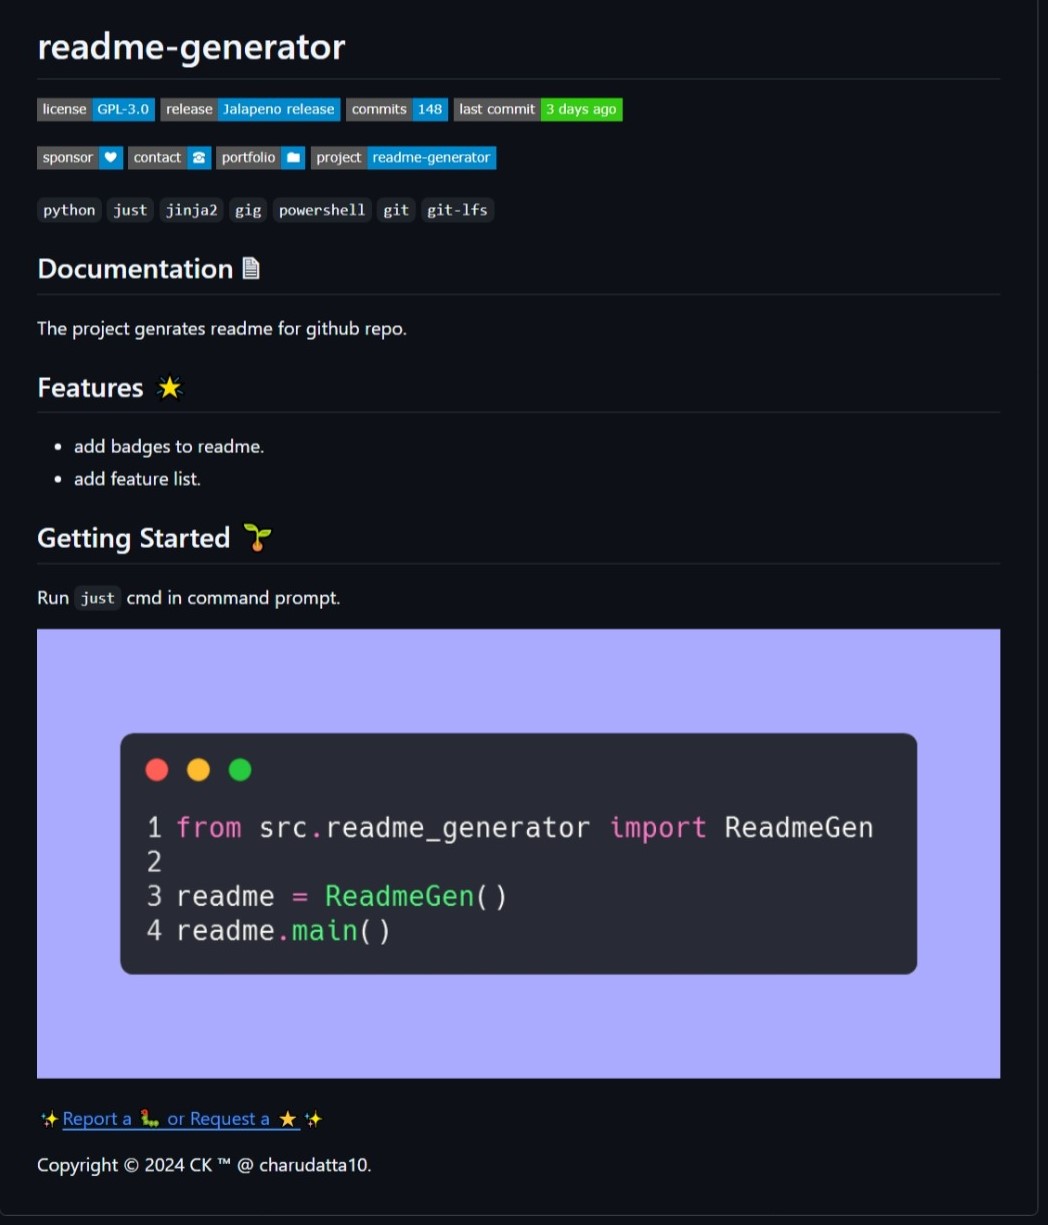 readme-generator
license GPL-3.0 release Jalapeno release commits 148 last commit 3 days ago
sponsor contact portfolio project readme-generator
python just jinja2 gig powershell git git-lfs
Documentation
The project genrates readme for github repo.
Features
add badges to readme.
add feature list.
Getting Started
Run just cmd in command prompt.
1 from src.readme_generator import ReadmeGen
2
3 readme = ReadmeGen()
4 readme.main()
Report a or Request a
Copyright © 2024 CK ™ @ charudatta10.